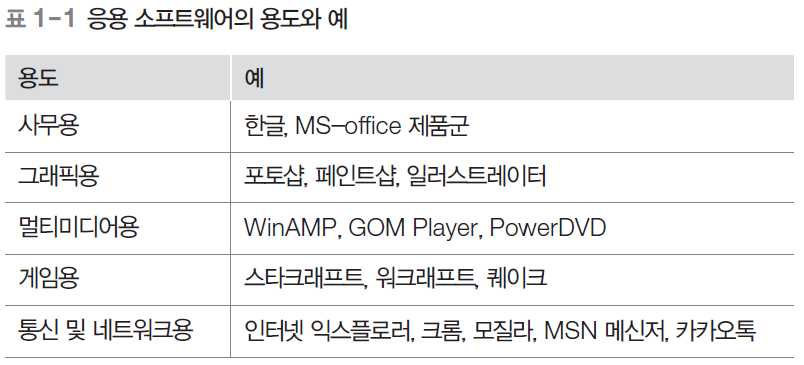 표 1-1 응용 소프트웨어의 용도와 예
용도 예
사무용 한글, MS-office 제품군
그래픽용 포토샵, 페인트샵, 일러스트레이터
멀티미디어용 WinAMP, GOM Player, PowerDVD
게임용 스타크래프트, 워크래프트, 퀘이크
통신 및 네트워크용 인터넷 익스플로러, 크롬, 모질라, MSN 메신저, 카카오톡